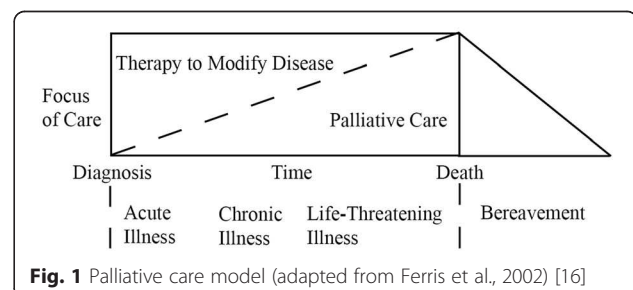 Therapy to Modify Disease
Focus
of Care
Palliative Care
Diagnosis Time Death
Acute
Illness
Chronic
Illness
Life-Threatening
Illness
Bereavement
Fig. 1 Palliative care model (adapted from Ferris et al., 2002) [16]